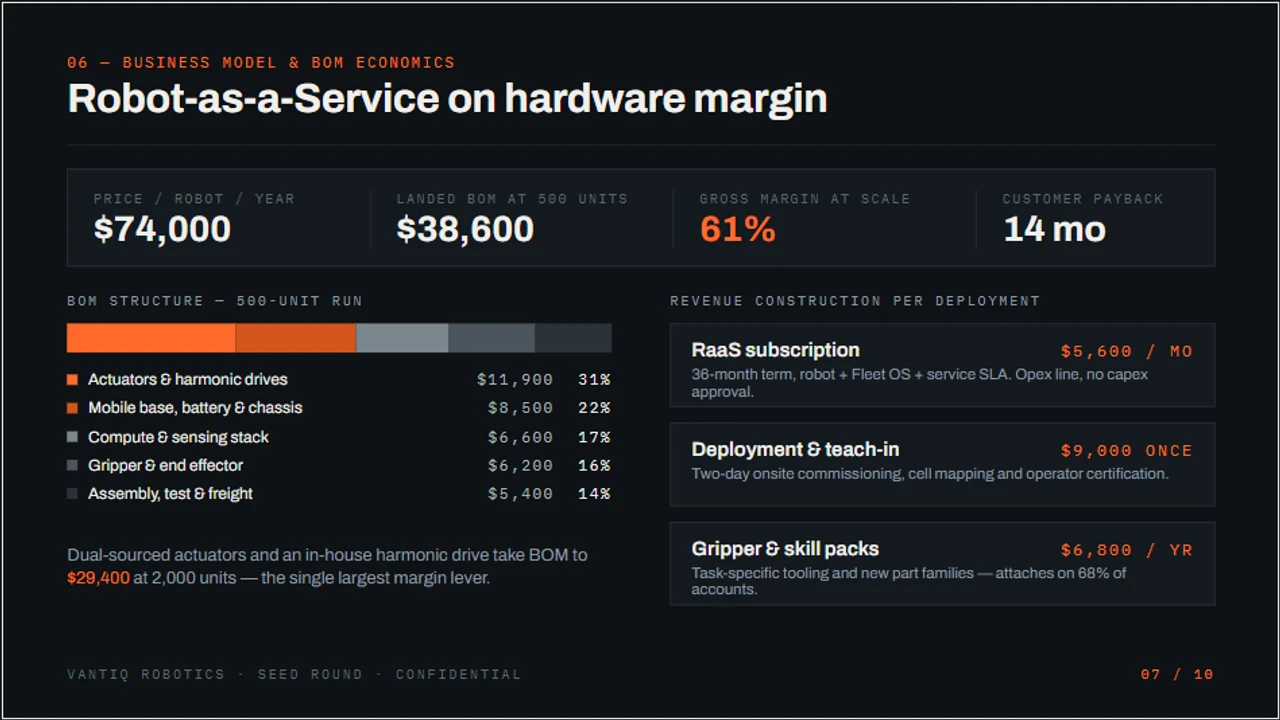 06 — BUSINESS MODEL & BOM ECONOMICS
Robot-as-a-Service on hardware margin
PRICE / ROBOT / YEAR
$74,000
LANDED BOM AT 500 UNITS
$38,600
GROSS MARGIN AT SCALE
61%
CUSTOMER PAYBACK
14 mo
BOM STRUCTURE — 500-UNIT RUN
Actuators & harmonic drives $11,900 31%
Mobile base, battery & chassis $8,500 22%
Compute & sensing stack $6,600 17%
Gripper & end effector $6,200 16%
Assembly, test & freight $5,400 14%
Dual-sourced actuators and an in-house harmonic drive take BOM to
$29,400 at 2,000 units — the single largest margin lever.
REVENUE CONSTRUCTION PER DEPLOYMENT
RaaS subscription $5,600 / MO
36-month term, robot + Fleet OS + service SLA. Opex line, no capex
approval.
Deployment & teach-in $9,000 ONCE
Two-day onsite commissioning, cell mapping and operator certification.
Gripper & skill packs $6,800 / YR
Task-specific tooling and new part families — attaches on 68% of
accounts.
VANTIQ ROBOTICS · SEED ROUND · CONFIDENTIAL
07 / 10